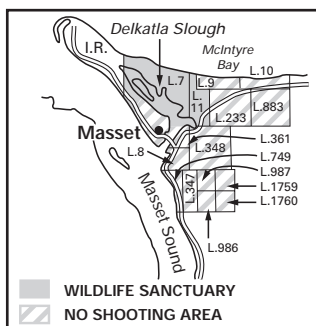 Delkatla Slough
I.R.
McIntyre
Bay
L.7
L.9
L.10
L.
11
L.883
L.233
Masset
L.361
L.8
L.348
L.749
L.987
L.347
L.1759
L.1760
Masset Sound
L.986
WILDLIFE SANCTUARY
NO SHOOTING AREA